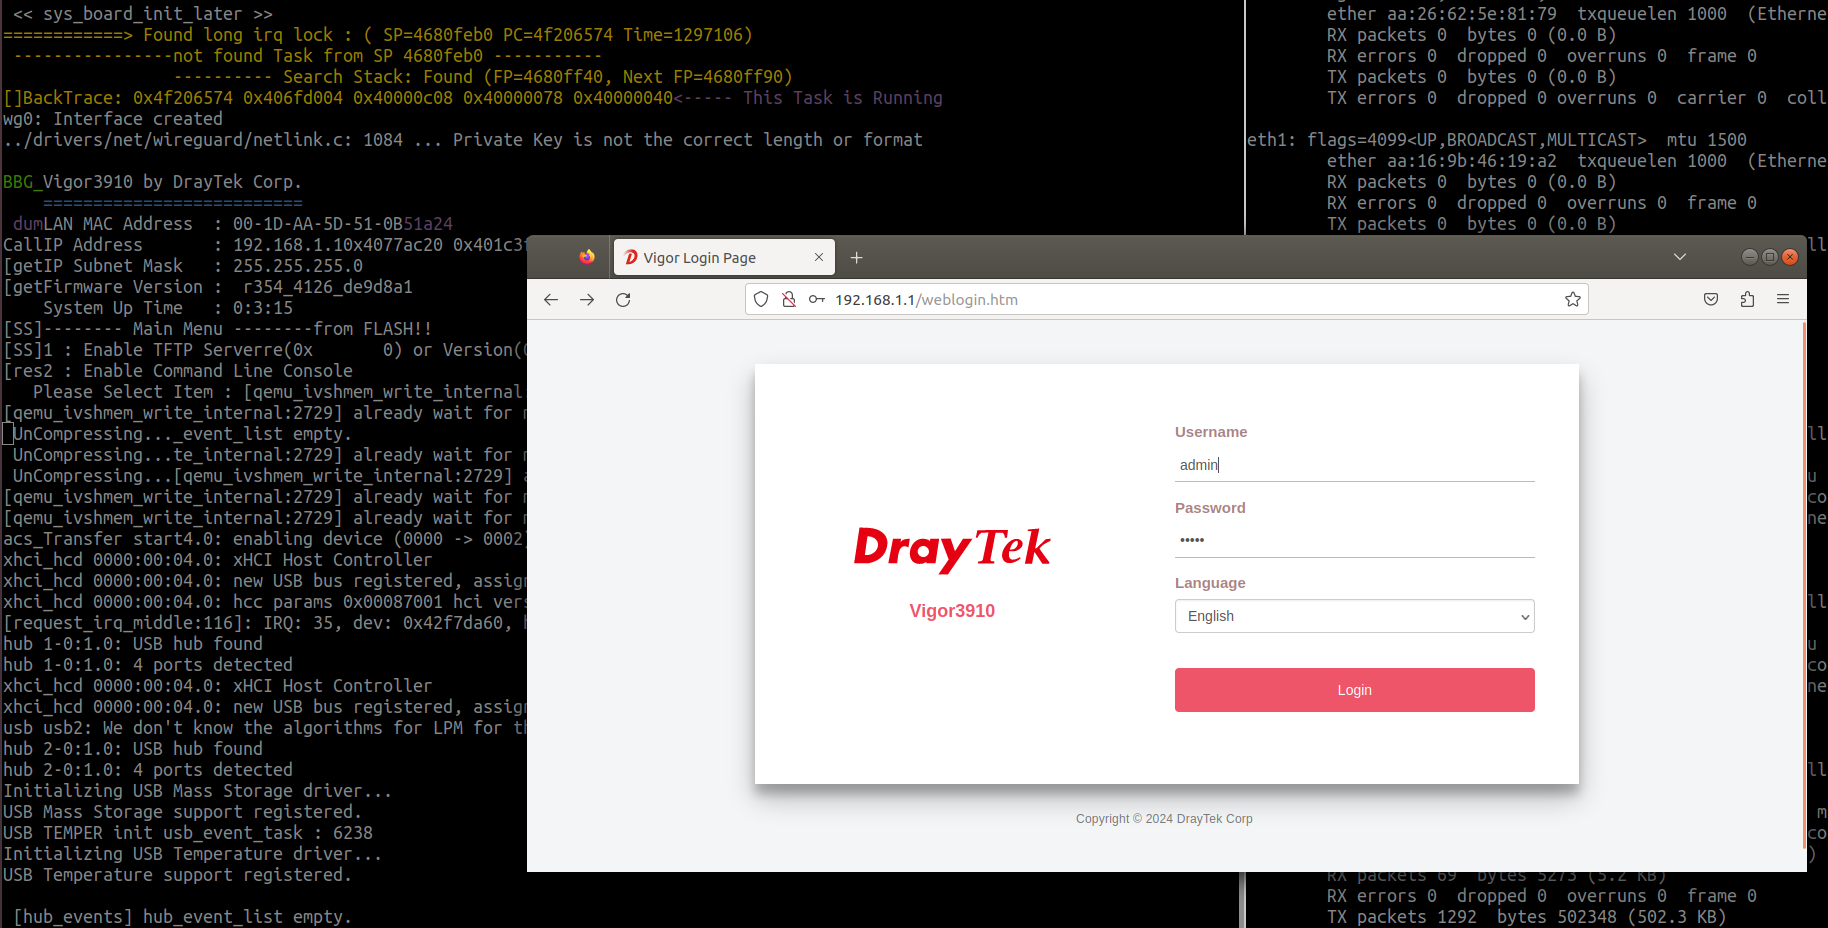 << sys_board_init_later >>
============> Found long irq lock : ( SP=4680feb0 PC=4f206574 Time=1297106)
----------------not found Task from SP 4680feb0 -----------
---------- Search Stack: Found (FP=4680ff40, Next FP=4680ff90)
[]BackTrace: 0x4f206574 0x406fd004 0x40000c08 0x40000078 0x40000040<----- This Task is Running
wg0: Interface created
../drivers/net/wireguard/netlink.c: 1084 ... Private Key is not the correct length or format
BBG_Vigor3910 by DrayTek Corp.
==========================
dumLAN MAC Address  : 00-1D-AA-5D-51-0B51a24
CallIP Address       : 192.168.1.10x4077ac20 0x401c3f
[getIP Subnet Mask   : 255.255.255.0
[getFirmware Version :  r354_4126_de9d8a1
System Up Time   : 0:3:15
[SS]-------- Main Menu --------from FLASH!!
[SS]1 : Enable TFTP Serverre(0x       0) or Version(
[res2 : Enable Command Line Console
Please Select Item : [qemu_ivshmem_write_internal
[qemu_ivshmem_write_internal:2729] already wait for
UnCompressing..._event_list empty.
UnCompressing...te_internal:2729] already wait for
UnCompressing...[qemu_ivshmem_write_internal:2729]
[qemu_ivshmem_write_internal:2729] already wait for
[qemu_ivshmem_write_internal:2729] already wait for
acs_Transfer start4.0: enabling device (0000 -> 0002)
xhci_hcd 0000:00:04.0: xHCI Host Controller
xhci_hcd 0000:00:04.0: new USB bus registered, assign
xhci_hcd 0000:00:04.0: hcc params 0x00087001 hci vers
[request_irq_middle:116]: IRQ: 35, dev: 0x42f7da60,
hub 1-0:1.0: USB hub found
hub 1-0:1.0: 4 ports detected
xhci_hcd 0000:00:04.0: xHCI Host Controller
xhci_hcd 0000:00:04.0: new USB bus registered, assign
usb usb2: We don't know the algorithms for LPM for th
hub 2-0:1.0: USB hub found
hub 2-0:1.0: 4 ports detected
Initializing USB Mass Storage driver...
USB Mass Storage support registered.
USB TEMPER init usb_event_task : 6238
Initializing USB Temperature driver...
USB Temperature support registered.
[hub_events] hub_event_list empty.
ether aa:26:62:5e:81:79  txqueuelen 1000  (Etherne
RX packets 0  bytes 0 (0.0 B)
RX errors 0  dropped 0  overruns 0  frame 0
TX packets 0  bytes 0 (0.0 B)
TX errors 0  dropped 0 overruns 0  carrier 0  coll
eth1: flags=4099<UP,BROADCAST,MULTICAST>  mtu 1500
ether aa:16:9b:46:19:a2  txqueuelen 1000  (Etherne
RX packets 0  bytes 0 (0.0 B)
RX errors 0  dropped 0  overruns 0  frame 0
TX packets 0  bytes 0 (0.0 B)
Vigor Login Page
192.168.1.1/weblogin.htm
DrayTek
Vigor3910
Username
admin
Password
•••••
Language
English
Login
Copyright © 2024 DrayTek Corp
RX packets 69  bytes 5273 (5.2 KB)
RX errors 0  dropped 0  overruns 0  frame 0
TX packets 1292  bytes 502348 (502.3 KB)